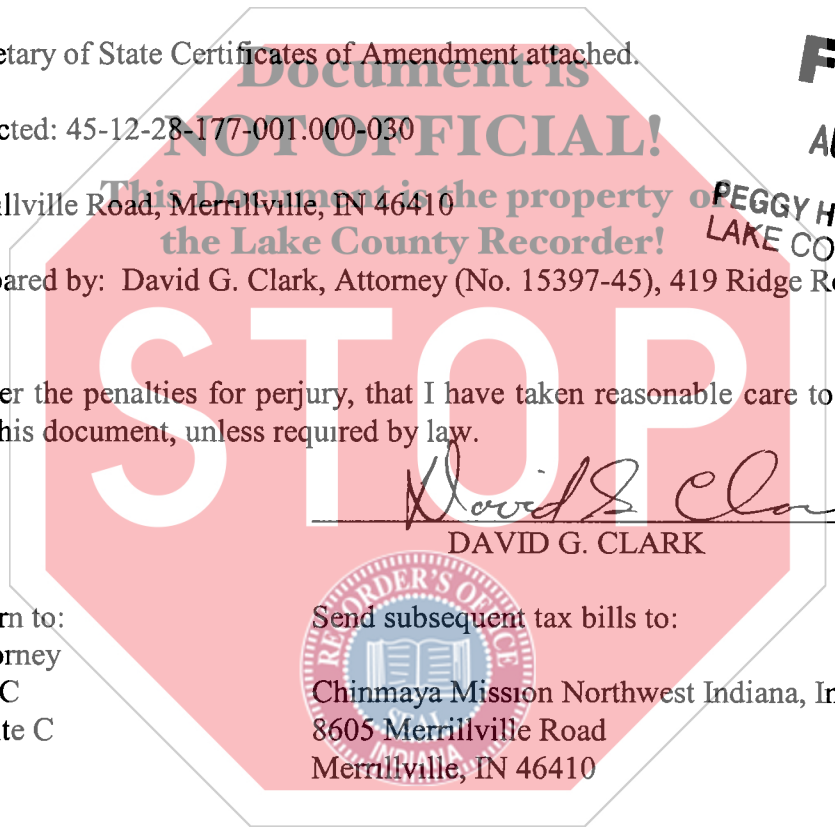 etary of State Certificates of Amendment attached.
Document is
cted: 45-12-28-177-001.000-030
NOT OFFICIAL!
illville Road, Merrillville, IN 46410
This Document is the property of
PEGGY H
the Lake County Recorder!
LAKE CO
pared by: David G. Clark, Attorney (No. 15397-45), 419 Ridge R
STOP
er the penalties for perjury, that I have taken reasonable care to
his document, unless required by law.
David G Cla
DAVID G. CLARK
RECORDER'S OFFICE
SEAL
INDIANA
rn to:
orney
C
te C
Send subsequent tax bills to:
Chinmaya Mission Northwest Indiana, In
8605 Merrillville Road
Merrillville, IN 46410